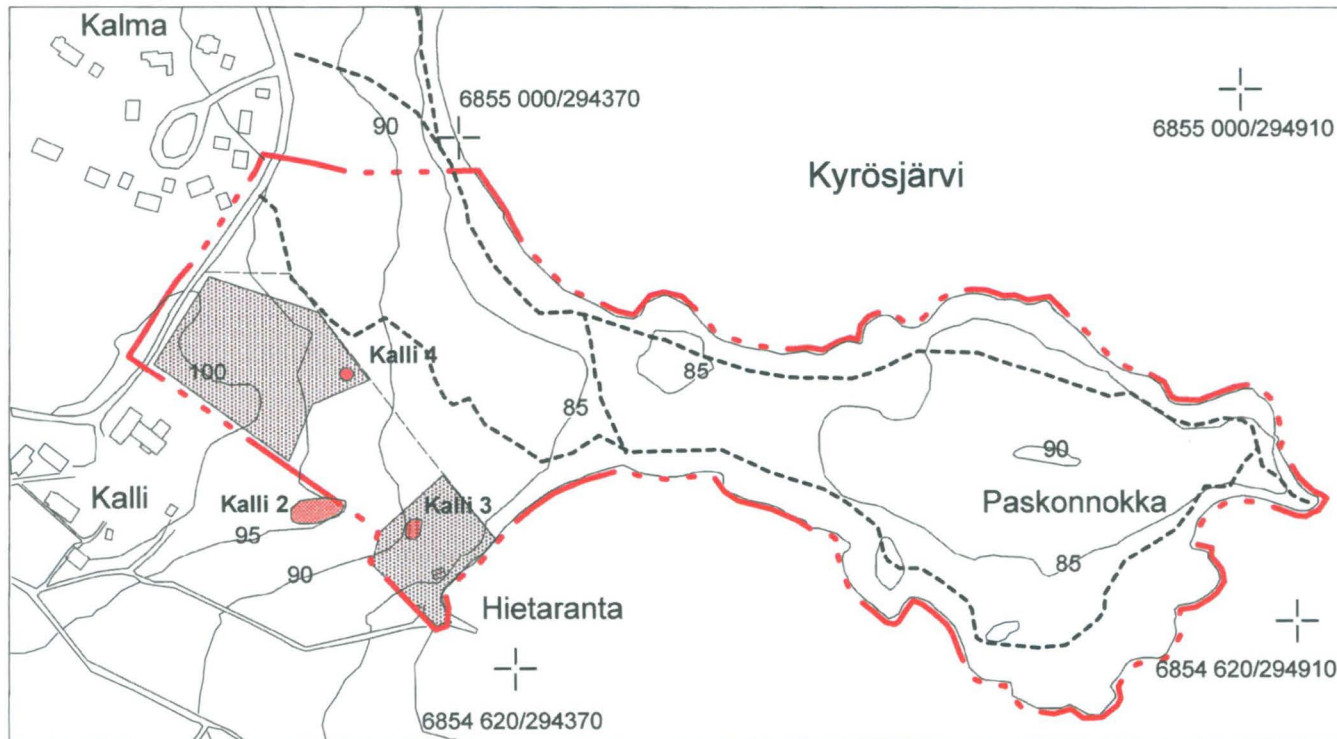 Kalma
90
6855 000/294370
6855 000/294910
Kyrösjärvi
Kalli 4
100
85
85
90
Kalli
Kalli 2
Kalli 3
Paskonnokka
95
90
85
Hietaranta
6854 620/294370
6854 620/294910